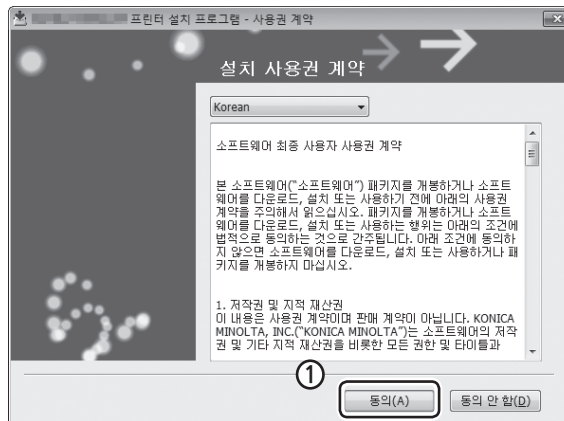 프린터 설치 프로그램 - 사용권 계약
설치 사용권 계약
Korean
소프트웨어 최종 사용자 사용권 계약
본 소프트웨어("소프트웨어") 패키지를 개봉하거나 소프트
웨어를 다운로드, 설치 또는 사용하기 전에 아래의 사용권
계약을 주의해서 읽으십시오. 패키지를 개봉하거나 소프트
웨어를 다운로드, 설치 또는 사용하는 행위는 아래의 조건에
법적으로 동의하는 것으로 간주됩니다. 아래 조건에 동의하
지 않으면 소프트웨어를 다운로드, 설치 또는 사용하거나 패
키지를 개봉하지 마십시오.
1. 저작권 및 지적 재산권
이 내용은 사용권 계약이며 판매 계약이 아닙니다. KONICA
MINOLTA, INC.("KONICA MINOLTA")는 소프트웨어의 저작
권 및 기타 지적 재산권을 비롯한 모든 권한 및 타이틀과
①
동의(A)
동의 안 함(D)